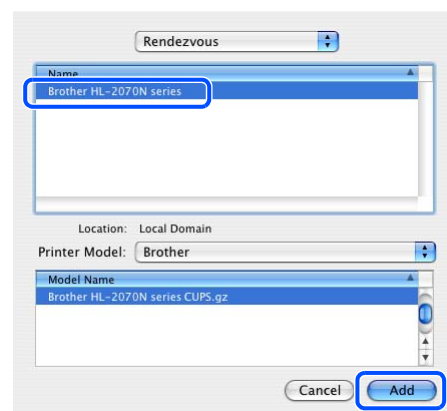 Rendezvous
Name
Brother HL-2070N series
Location: Local Domain
Printer Model: Brother
Model Name
Brother HL-2070N series CUPS.gz
Cancel Add